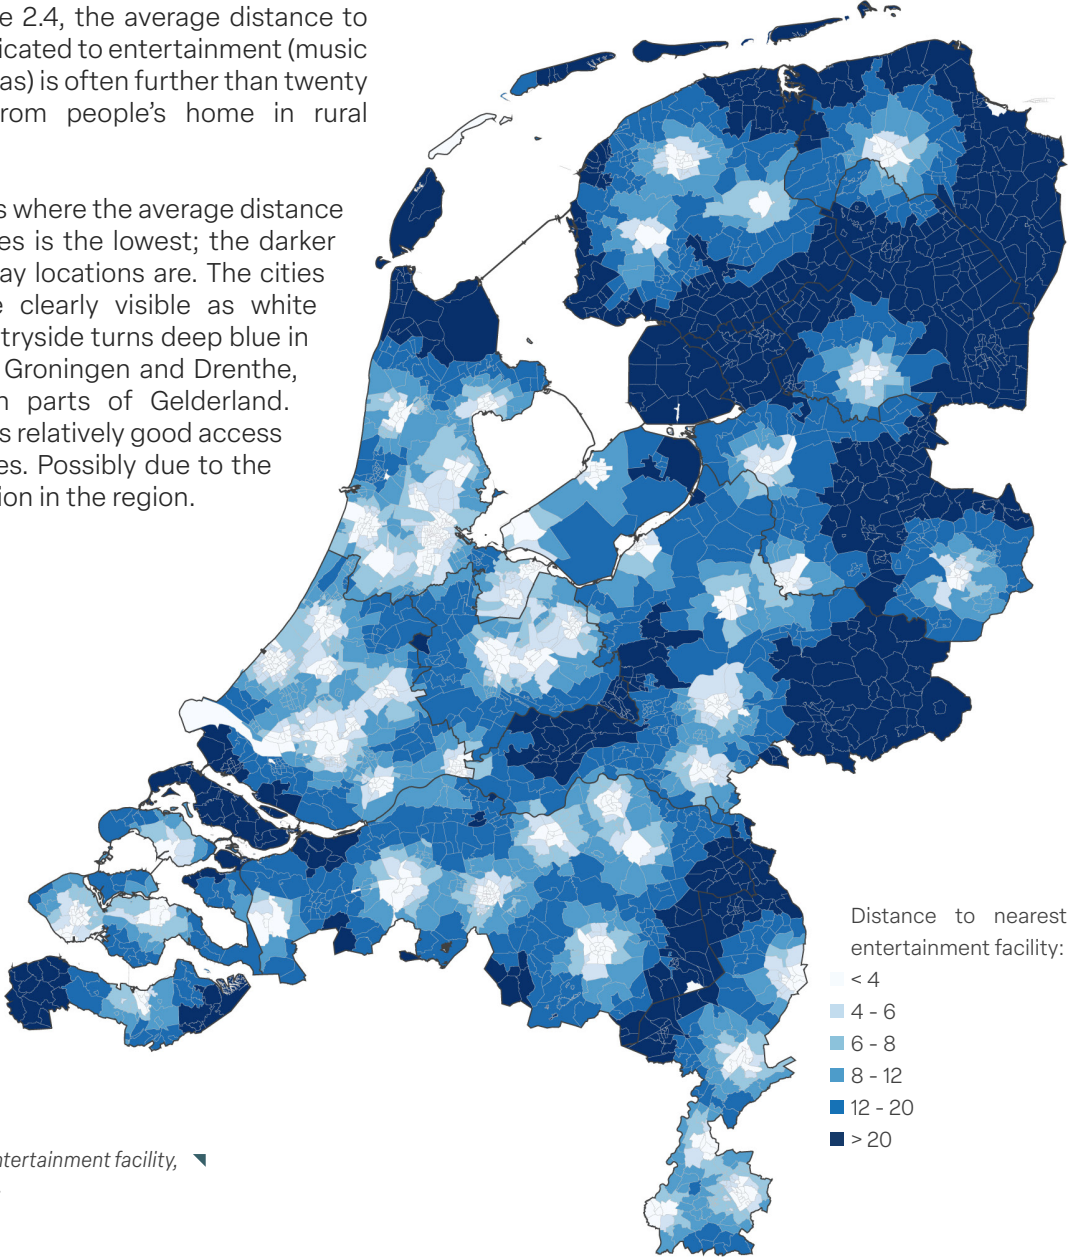 e 2.4, the average distance to
icated to entertainment (music
as) is often further than twenty
rom people's home in rural
s where the average distance
es is the lowest; the darker
ay locations are. The cities
e clearly visible as white
tryside turns deep blue in
Groningen and Drenthe,
n parts of Gelderland.
s relatively good access
es. Possibly due to the
ion in the region.
Distance to nearest
entertainment facility:
< 4
4 - 6
6 - 8
8 - 12
12 - 20
> 20
ntertainment facility,